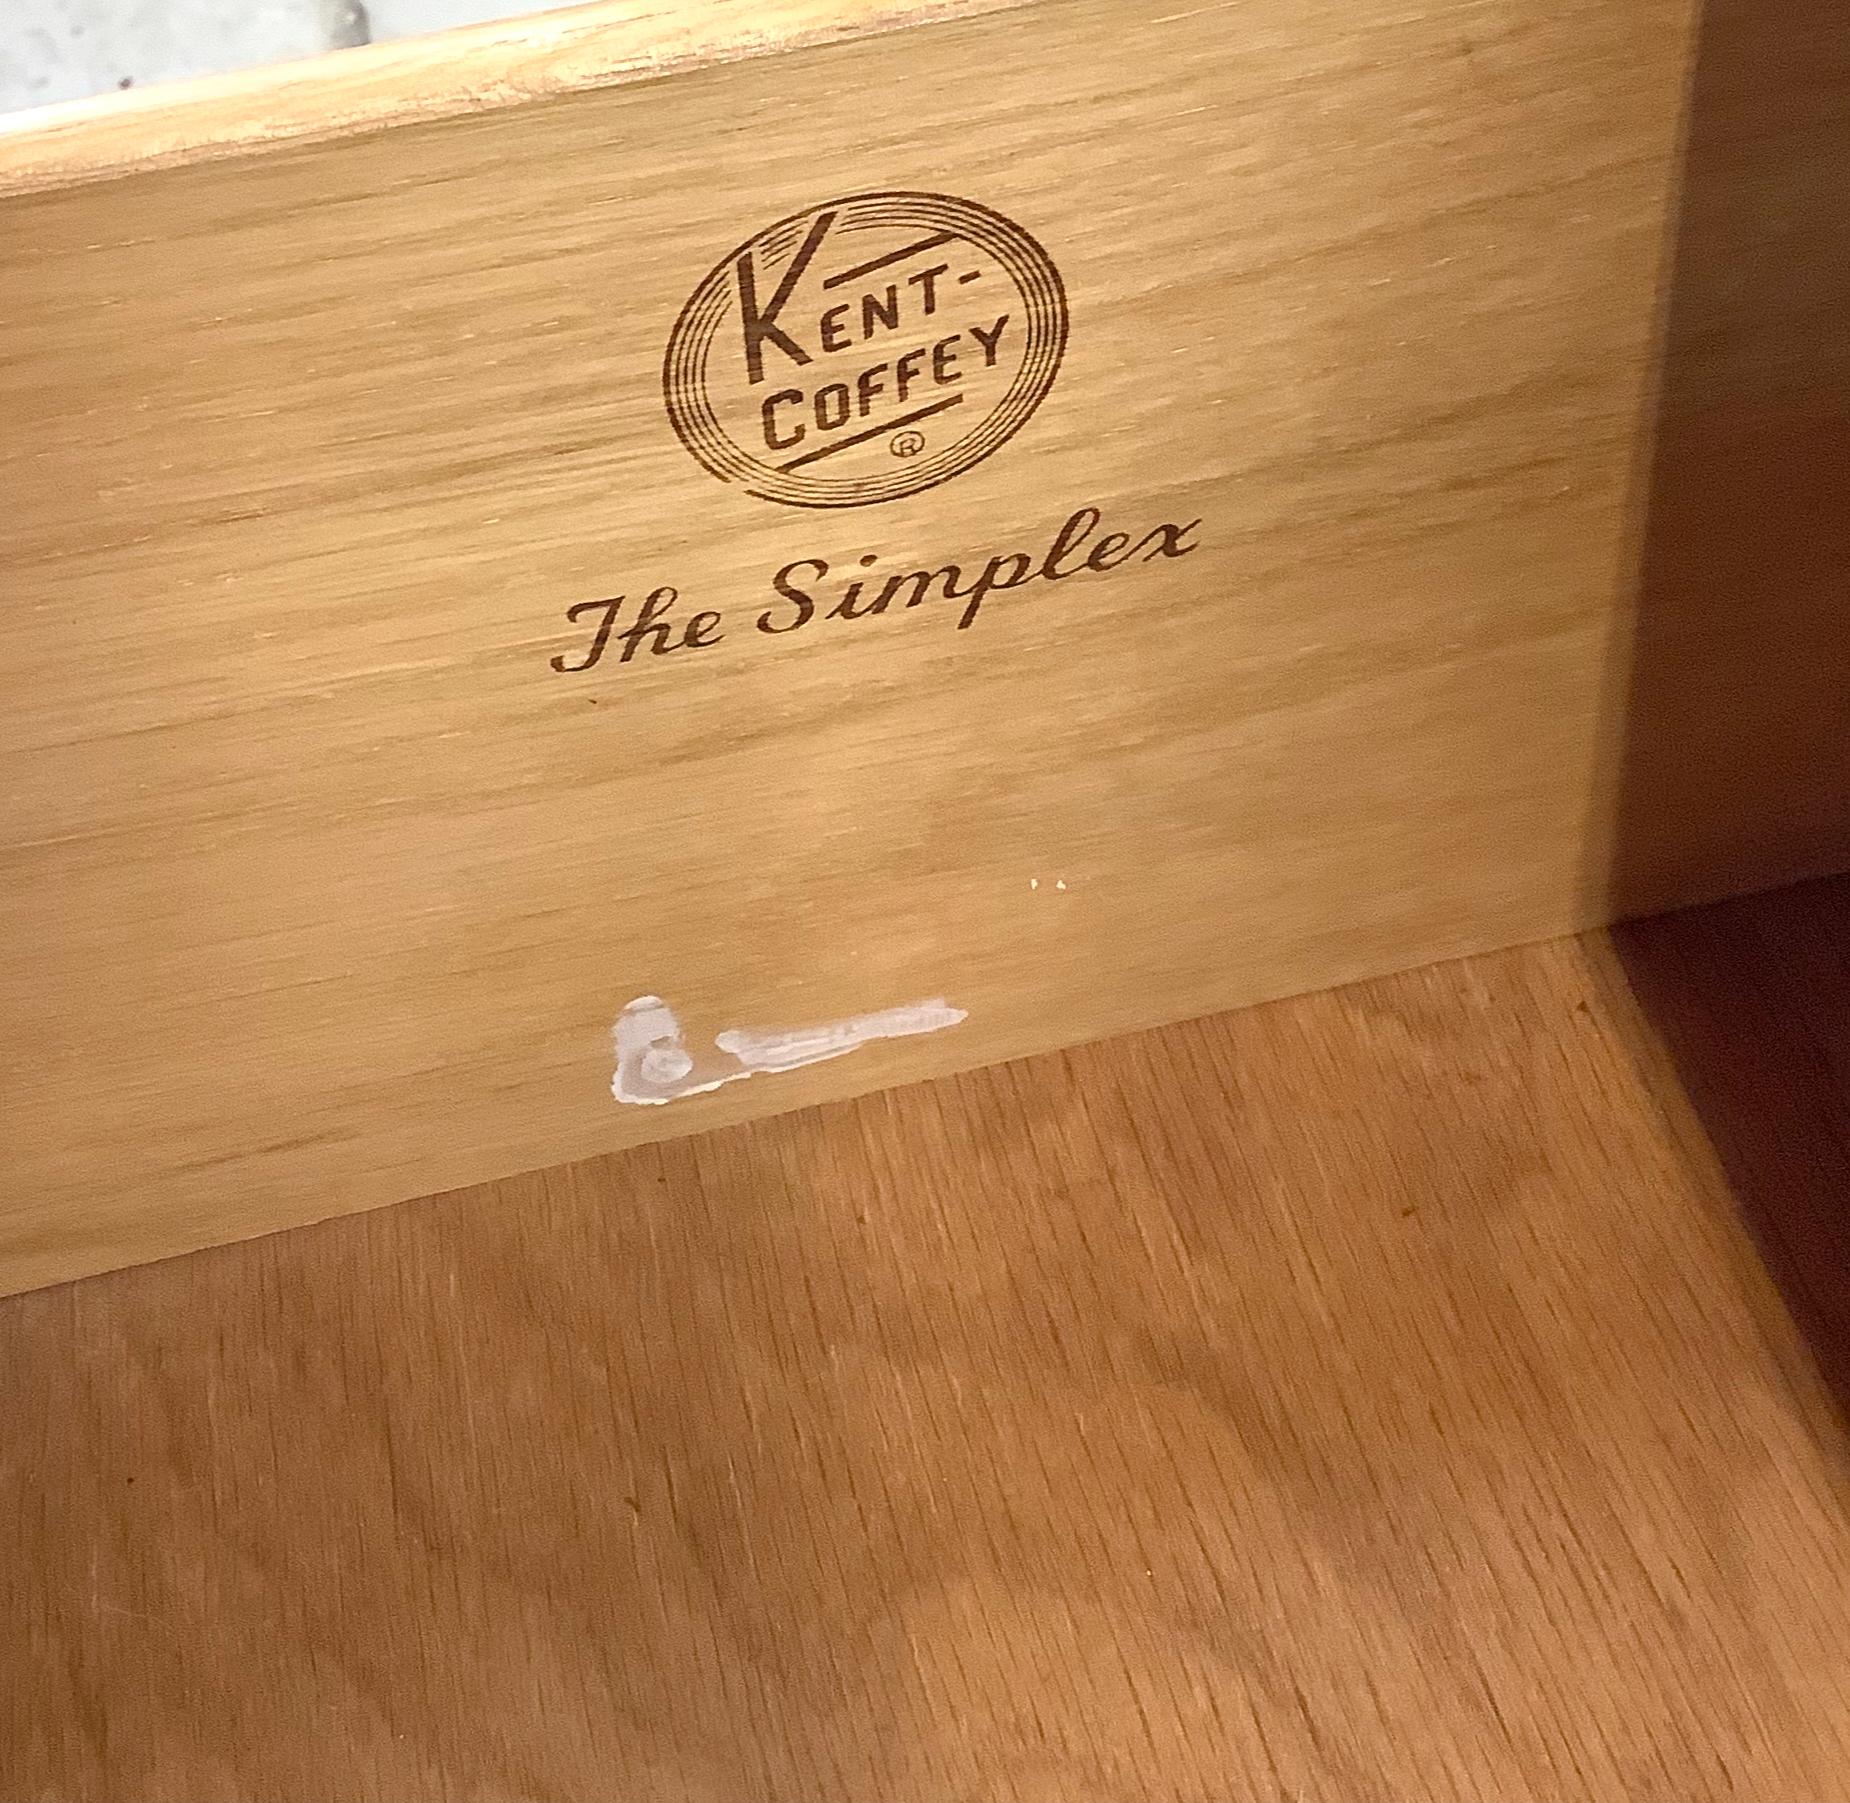 KENT-
COFFEY
®
The Simplex